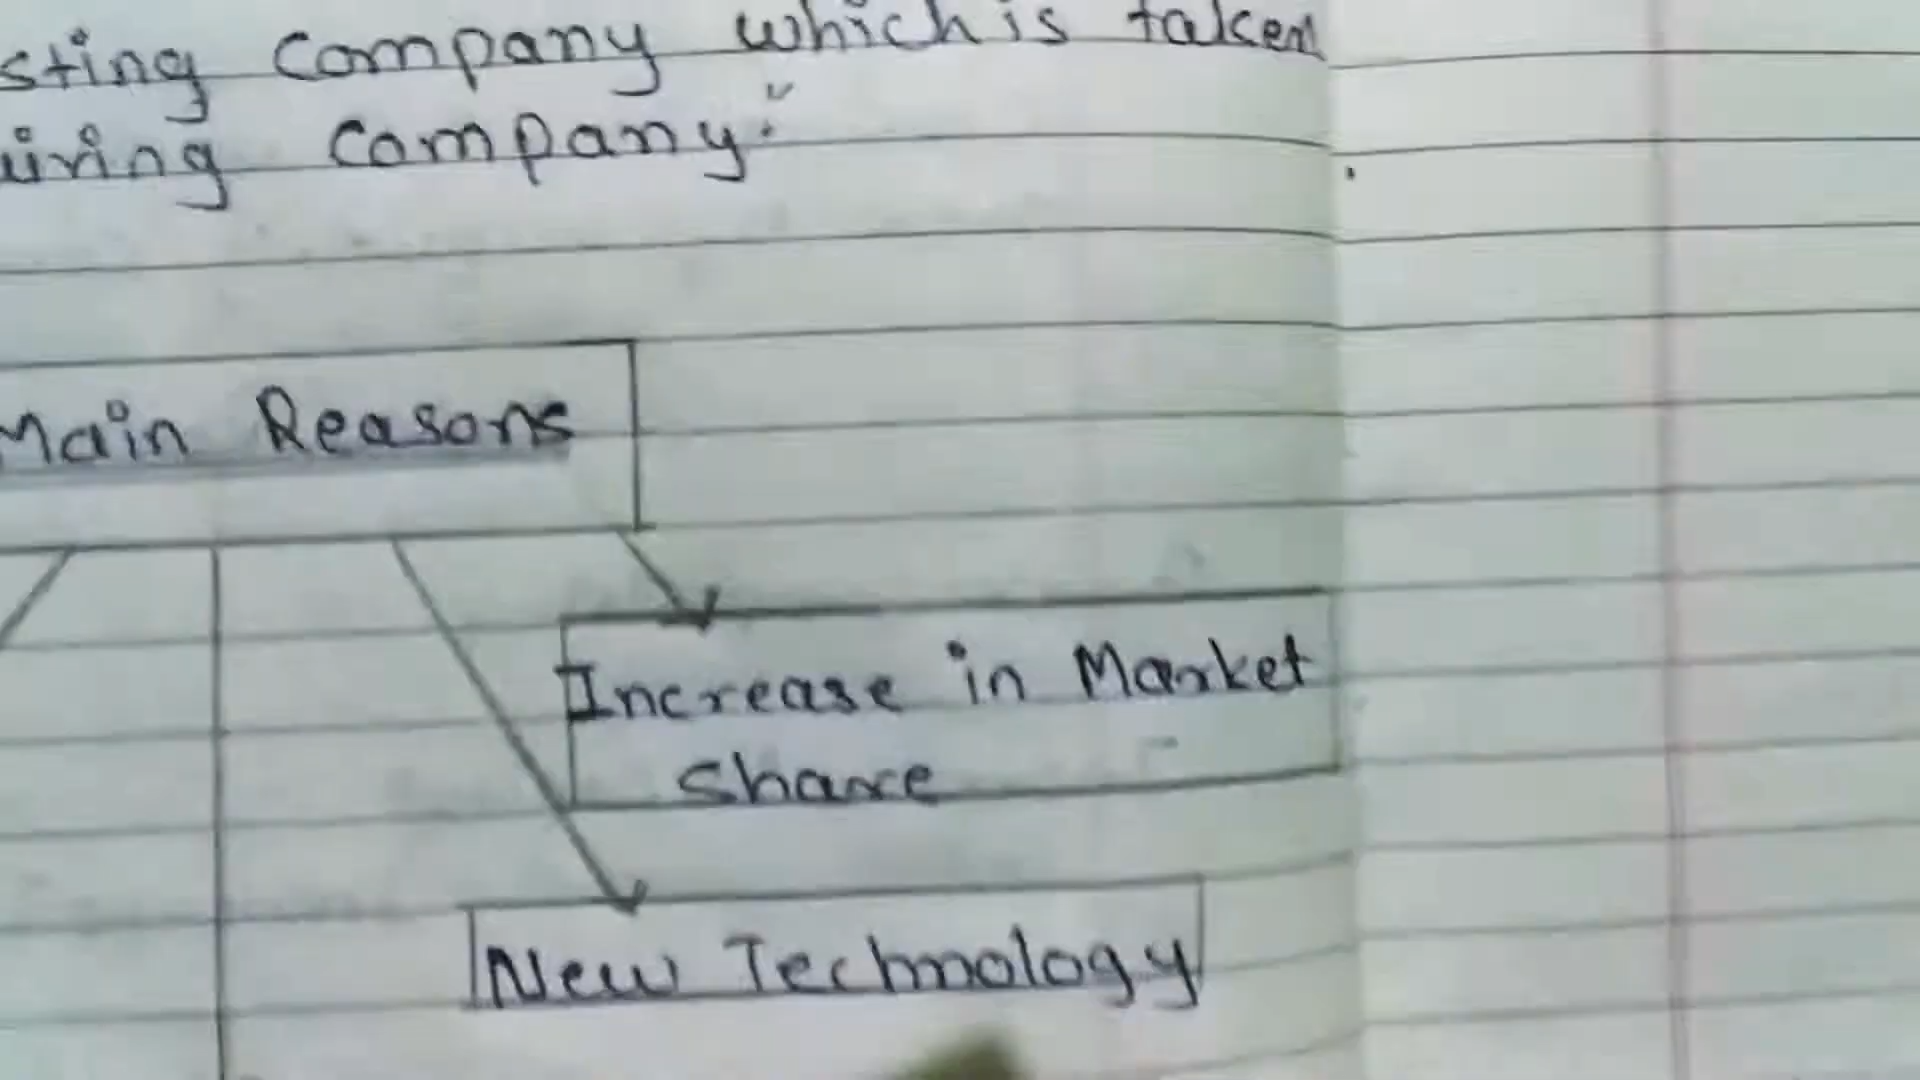 sting Company which is taken
uiring Company."
Main Reasons
Increase in Market
Share
New Technology